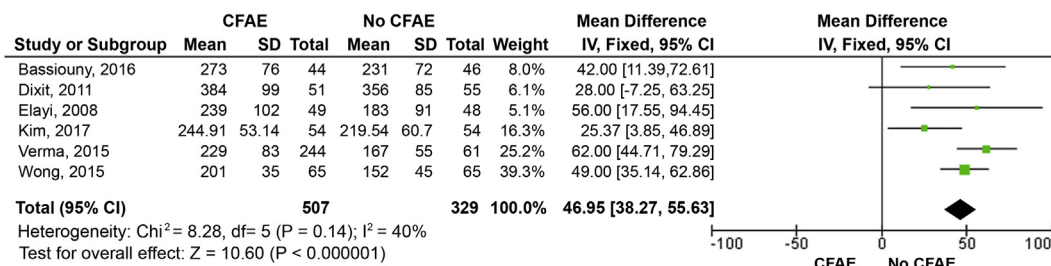 CFAE No CFAE Mean Difference Mean Difference
Study or Subgroup Mean SD Total Mean SD Total Weight IV, Fixed, 95% CI IV, Fixed, 95% CI
Bassiouny, 2016 273 76 44 231 72 46 8.0% 42.00 [11.39,72.61]
Dixit, 2011 384 99 51 356 85 55 6.1% 28.00 [-7.25, 63.25]
Elayi, 2008 239 102 49 183 91 48 5.1% 56.00 [17.55, 94.45]
Kim, 2017 244.91 53.14 54 219.54 60.7 54 16.3% 25.37 [3.85, 46.89]
Verma, 2015 229 83 244 167 55 61 25.2% 62.00 [44.71, 79.29]
Wong, 2015 201 35 65 152 45 65 39.3% 49.00 [35.14, 62.86]
Total (95% CI) 507 329 100.0% 46.95 [38.27, 55.63]
Heterogeneity: Chi² = 8.28, df= 5 (P = 0.14); I² = 40%
Test for overall effect: Z = 10.60 (P < 0.000001)
-100 -50 0 50 100
CFAE No CFAE